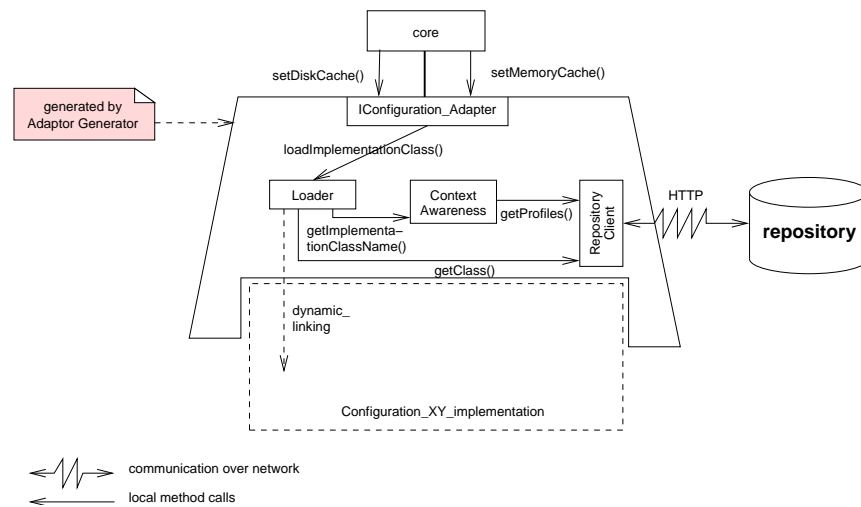 core
setDiskCache()
setMemoryCache()
generated by
Adaptor Generator
IConfiguration_Adapter
loadImplementationClass()
Loader
Context
Awareness
getProfiles()
Repository
Client
HTTP
repository
getImplementa-
tionClassName()
getClass()
dynamic_
linking
Configuration_XY_implementation
communication over network
local method calls